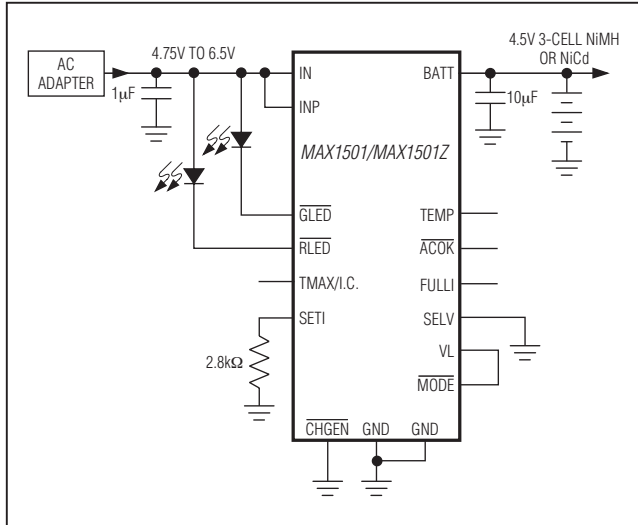 AC
ADAPTER
4.75V TO 6.5V
1µF
IN
INP
BATT
4.5V 3-CELL NiMH
OR NiCd
10µF
MAX1501/MAX1501Z
GLED
RLED
TMAX/I.C.
SETI
2.8kΩ
TEMP
ACOK
FULLI
SELV
VL
MODE
CHGEN GND GND